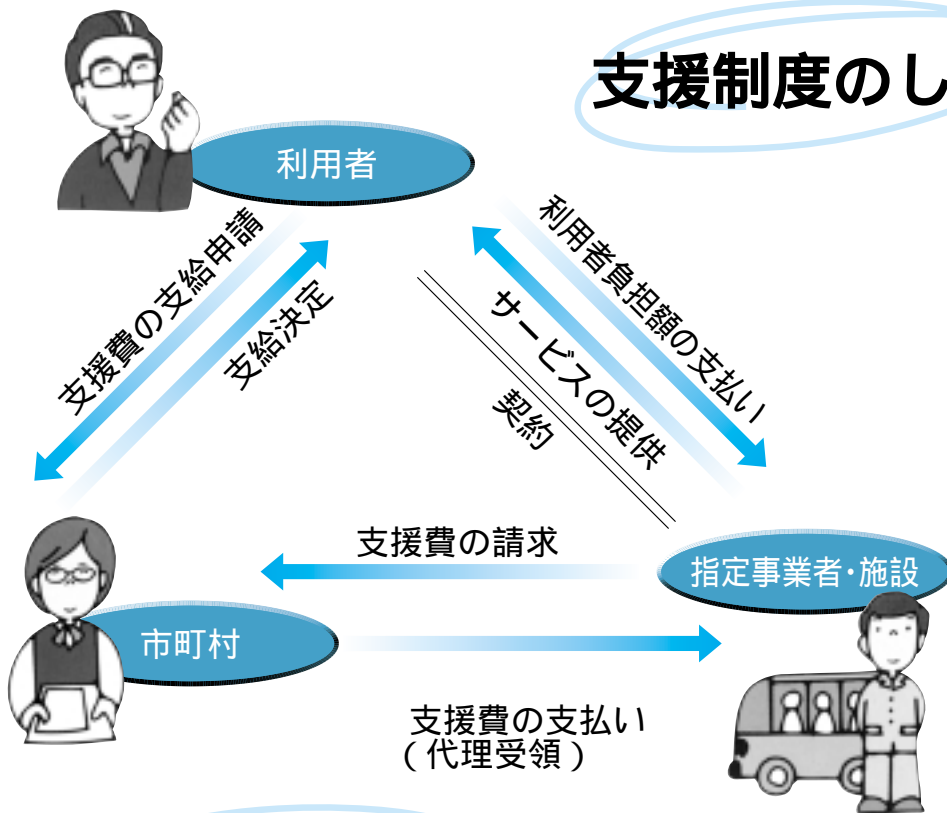 支援制度のし
利用者
支援費の支給申請
支給決定
利用者負担額の支払い
サービスの提供
契約
支援費の請求
指定事業者・施設
市町村
支援費の支払い
(代理受領)